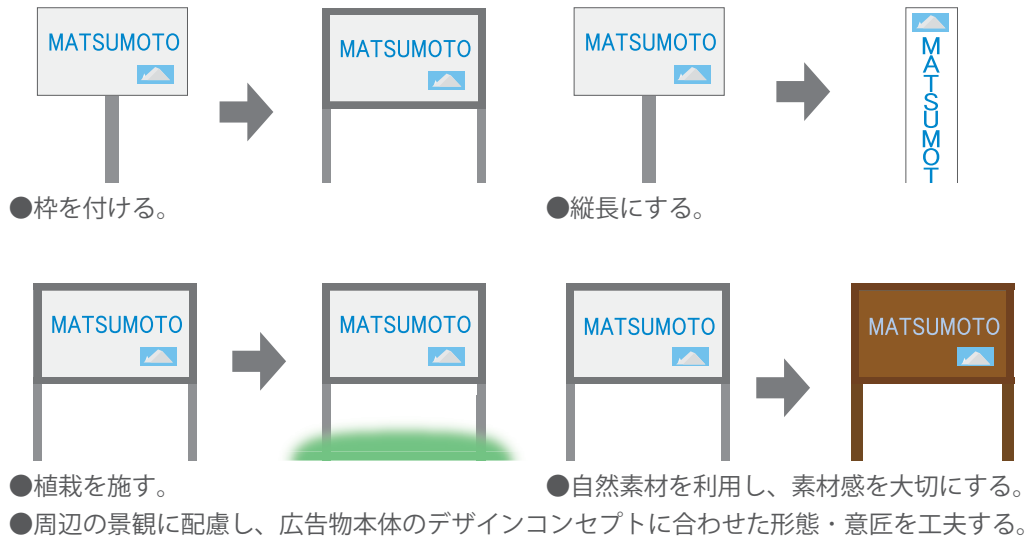 MATSUMOTO
MATSUMOTO
MATSUMOTO
MATSUMOT
●枠を付ける。
●縦長にする。
MATSUMOTO
MATSUMOTO
MATSUMOTO
MATSUMOTO
●植栽を施す。
●自然素材を利用し、素材感を大切にする。
●周辺の景観に配慮し、広告物本体のデザインコンセプトに合わせた形態・意匠を工夫する。